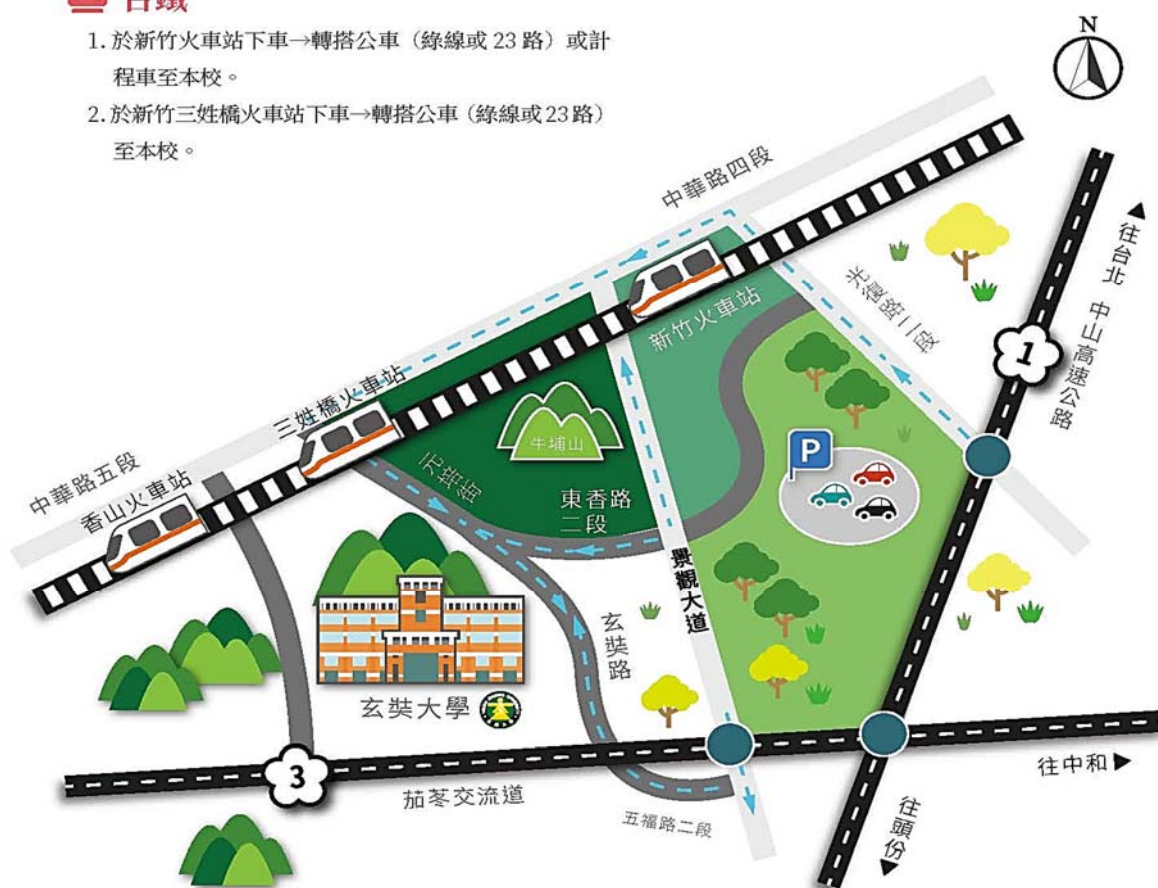 台鐵
1. 於新竹火車站下車→轉搭公車（綠線或 23 路）或計
程車至本校。
2. 於新竹三姓橋火車站下車→轉搭公車（綠線或23路）
至本校。
N
中華路四段
往台北
中山高速公路
1
光復路二段
新竹火車站
三姓橋火車站
牛埔山
P
中華路五段
香山火車站
元培街
東香路
二段
景觀大道
玄奘路
玄奘大學
3
茄苳交流道
往中和
五福路二段
往頭份